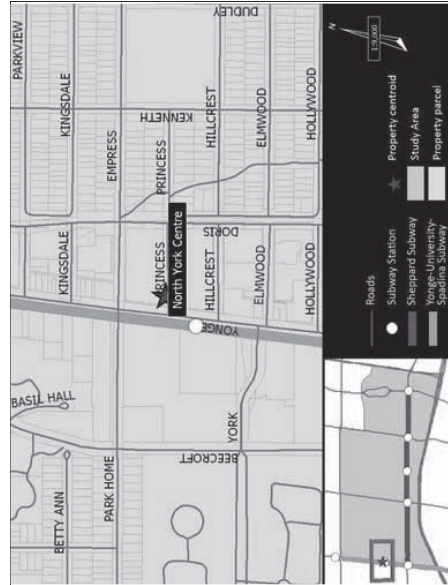 PARKVIEW
KINGSDALE
KINGSDALE
EMPRESS
PRINCESS
PRINCESS
HILLCREST
HILLCREST
ELMWOOD
ELMWOOD
HOLLYWOOD
HOLLYWOOD
DUDLEY
KENNETH
DORIS
North York Centre
YONGE
BASIL HALL
BETTY ANN
PARK HOME
YORK
BEECROFT
N
1:9,000
Roads
Subway Station
Sheppard Subway
Yonge-University-
Spadina Subway
Property centroid
Study Area
Property parcel